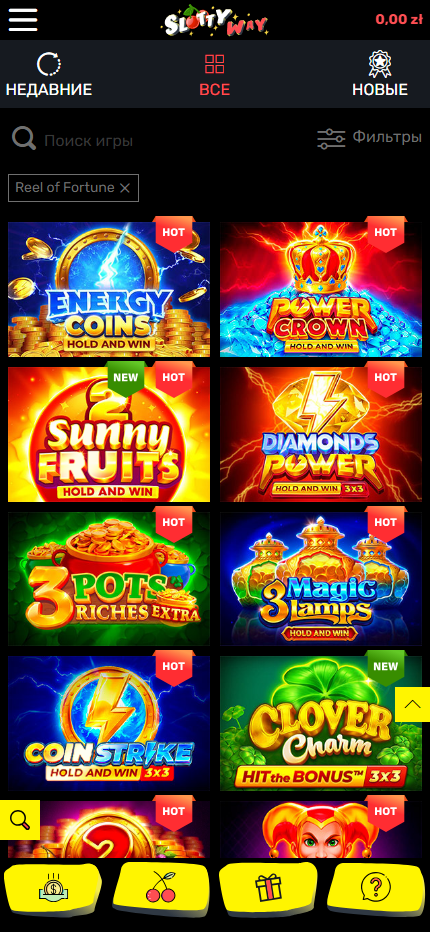 SLOTTY WAY
0,00 zł
НЕДАВНИЕ
ВСЕ
НОВЫЕ
Поиск игры
Фильтры
Reel of Fortune
HOT
ENERGY
COINS
HOLD AND WIN
HOT
POWER
CROWN
HOLD AND WIN
NEW
HOT
2
Sunny
FRUITS
HOLD AND WIN
HOT
DIAMONDS
POWER
HOLD AND WIN 3X3
HOT
3 POTS
RICHES EXTRA
HOT
3 Magic
Lamps
HOLD AND WIN
HOT
COIN STRIKE
HOLD AND WIN 3X3
NEW
CLOVER
Charm
HIT the BONUS™ 3X3
HOT
2
HOT